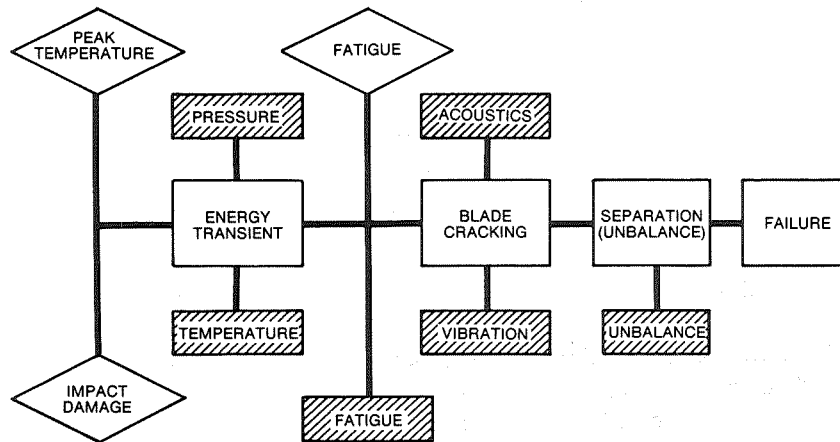 PEAK
TEMPERATURE
FATIGUE
PRESSURE
ACOUSTICS
ENERGY
TRANSIENT
BLADE
CRACKING
SEPARATION
(UNBALANCE)
FAILURE
TEMPERATURE
VIBRATION
UNBALANCE
IMPACT
DAMAGE
FATIGUE